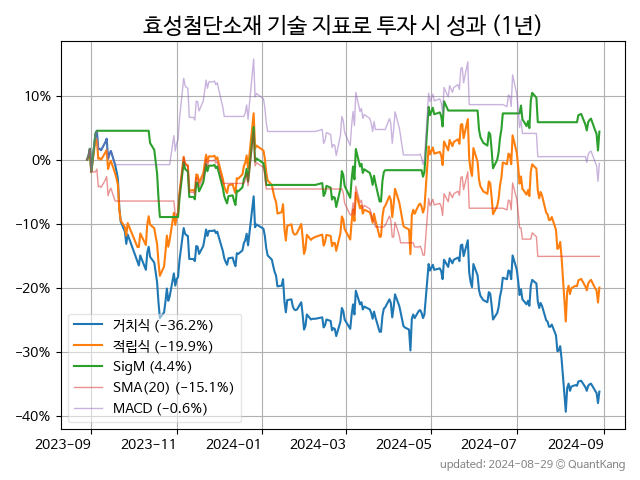 효성첨단소재 기술 지표로 투자 시 성과 (1년)
10%
0%
−10%
−20%
−30%
−40%
거치식 (−36.2%)
적립식 (−19.9%)
SigM (4.4%)
SMA(20) (−15.1%)
MACD (−0.6%)
2023-09 2023-11 2024-01 2024-03 2024-05 2024-07 2024-09
updated: 2024-08-29 © QuantKang